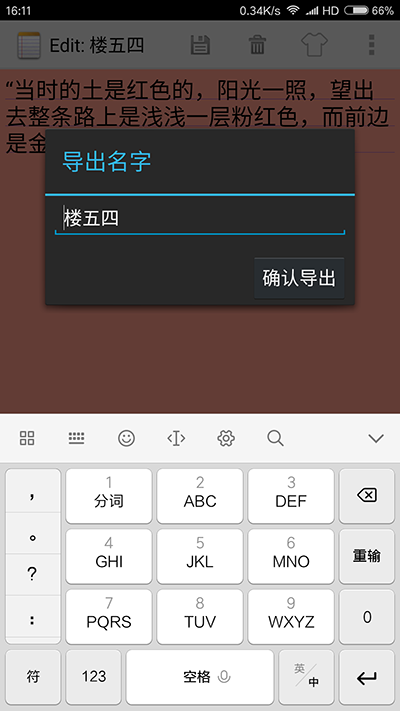 16:11 0.34K/s HD 66%
Edit: 楼五四
“当时的土是红色的，阳光一照，望出
去整条路上是浅浅一层粉红色，而前边
是金
导出名字
楼五四
确认导出
， 1 2 3
分词 ABC DEF
。 4 5 6 重输
GHI JKL MNO
? 7 8 9 0
: PQRS TUV WXYZ
符 123 空格 英/中